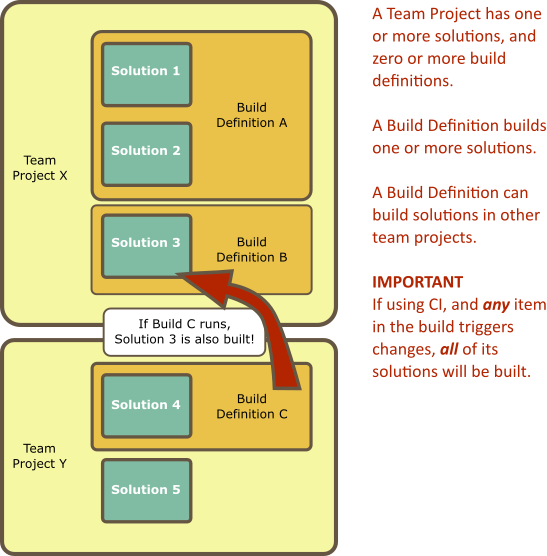 Team
Project X
Solution 1
Solution 2
Build
Definition A
Solution 3
Build
Definition B
If Build C runs,
Solution 3 is also built!
Team
Project Y
Solution 4
Build
Definition C
Solution 5
A Team Project has one
or more solutions, and
zero or more build
definitions.
A Build Definition builds
one or more solutions.
A Build Definition can
build solutions in other
team projects.
IMPORTANT
If using CI, and any item
in the build triggers
changes, all of its
solutions will be built.